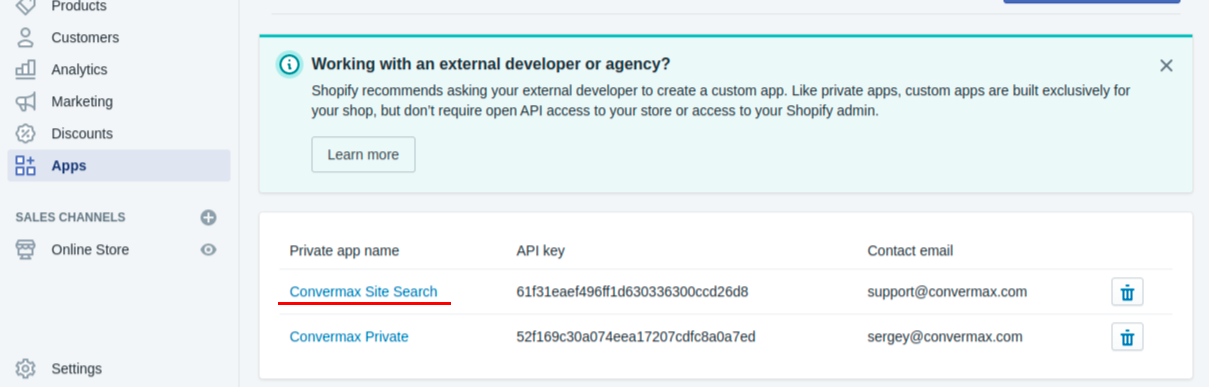 Products
Customers
Analytics
Marketing
Discounts
Apps
SALES CHANNELS
Online Store
Settings
Working with an external developer or agency?
Shopify recommends asking your external developer to create a custom app. Like private apps, custom apps are built exclusively for
your shop, but don't require open API access to your store or access to your Shopify admin.
Learn more
Private app name API key Contact email
Convermax Site Search 61f31eaef496ff1d630336300ccd26d8 support@convermax.com
Convermax Private 52f169c30a074eea17207cdfc8a0a7ed sergey@convermax.com